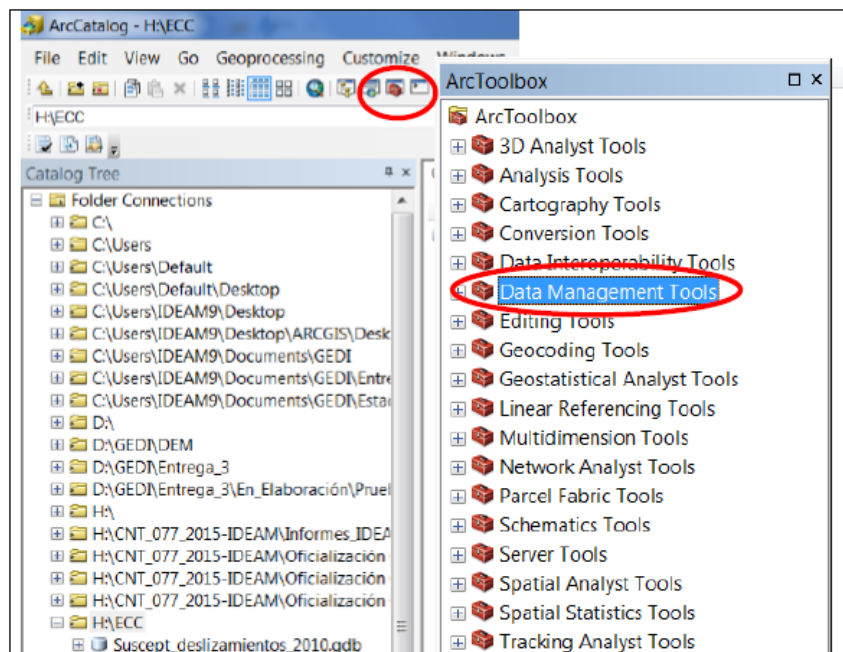 ArcCatalog - H:\ECC
File Edit View Go Geoprocessing Customize
H:\ECC
Catalog Tree
Folder Connections
C:\
C:\Users
C:\Users\Default
C:\Users\Default\Desktop
C:\Users\IDEAM9\Desktop
C:\Users\IDEAM9\Desktop\ARCGIS\Desk
C:\Users\IDEAM9\Documents\GEDI
C:\Users\IDEAM9\Documents\GEDI\Entre
C:\Users\IDEAM9\Documents\GEDI\Estai
D:\
D:\GEDI\DEM
D:\GEDI\Entrega_3
D:\GEDI\Entrega_3\En_Elaboración\Pruel
H:\
H:\CNT_077_2015-IDEAM\Informes_IDEA
H:\CNT_077_2015-IDEAM\Oficialización
H:\CNT_077_2015-IDEAM\Oficialización
H:\CNT_077_2015-IDEAM\Oficialización
H:\ECC
Suscept_deslizamientos_2010.gdb
ArcToolbox
ArcToolbox
3D Analyst Tools
Analysis Tools
Cartography Tools
Conversion Tools
Data Interoperability Tools
Data Management Tools
Editing Tools
Geocoding Tools
Geostatistical Analyst Tools
Linear Referencing Tools
Multidimension Tools
Network Analyst Tools
Parcel Fabric Tools
Schematics Tools
Server Tools
Spatial Analyst Tools
Spatial Statistics Tools
Tracking Analyst Tools